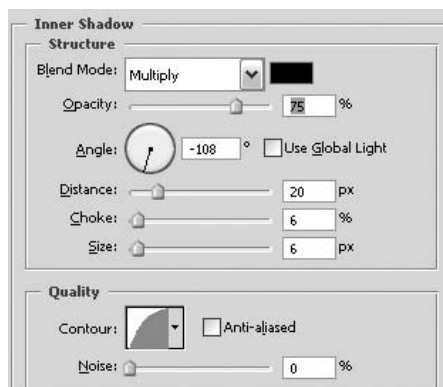 Inner Shadow
Structure
Blend Mode: Multiply
Opacity: 75 %
Angle: -108 ° Use Global Light
Distance: 20 px
Choke: 6 %
Size: 6 px
Quality
Contour: Anti-aliased
Noise: 0 %